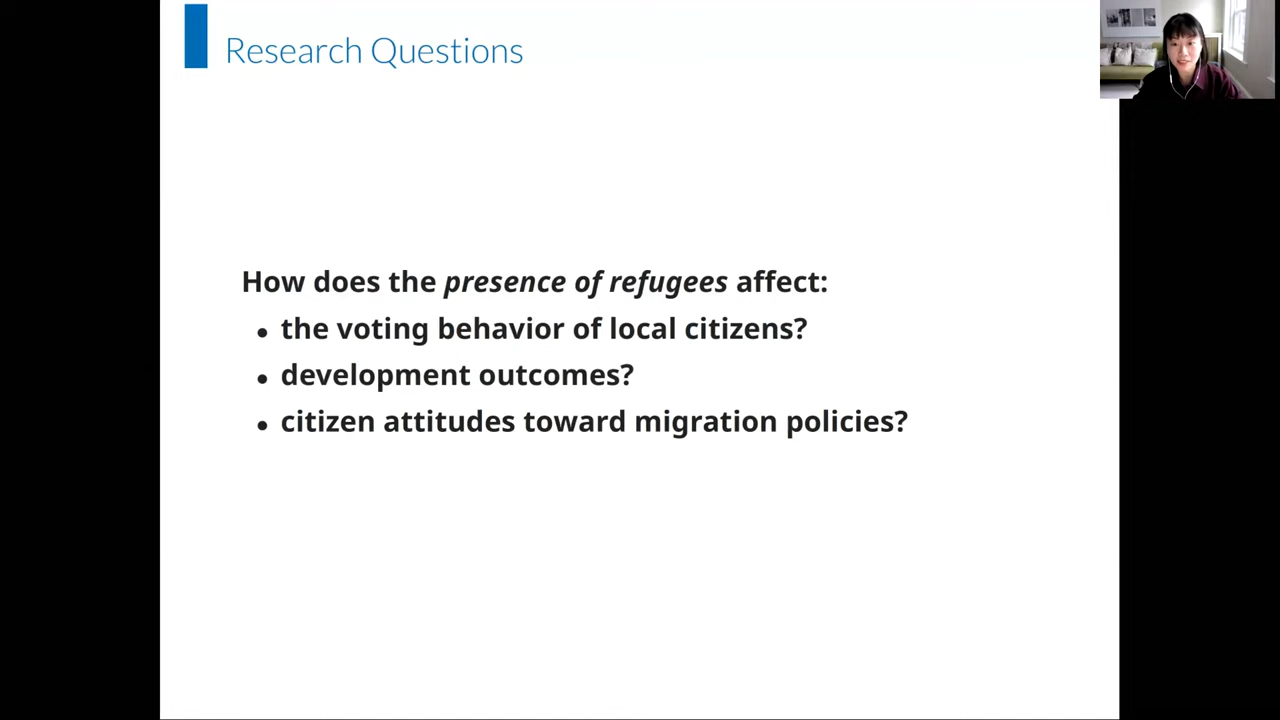 Research Questions
How does the presence of refugees affect:
• the voting behavior of local citizens?
• development outcomes?
• citizen attitudes toward migration policies?